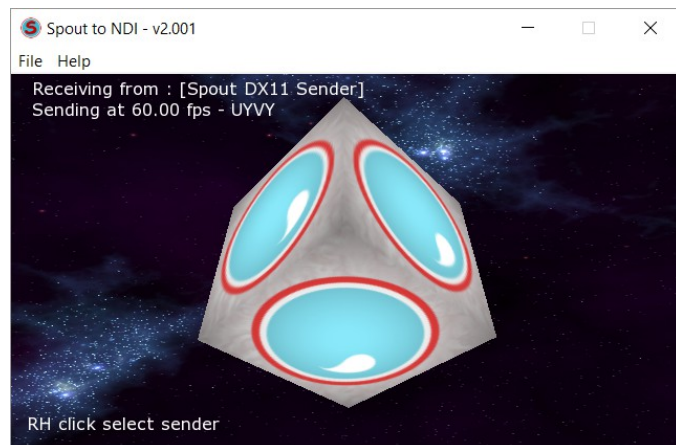 Spout to NDI - v2.001
File Help
Receiving from : [Spout DX11 Sender]
Sending at 60.00 fps - UYVY
RH click select sender